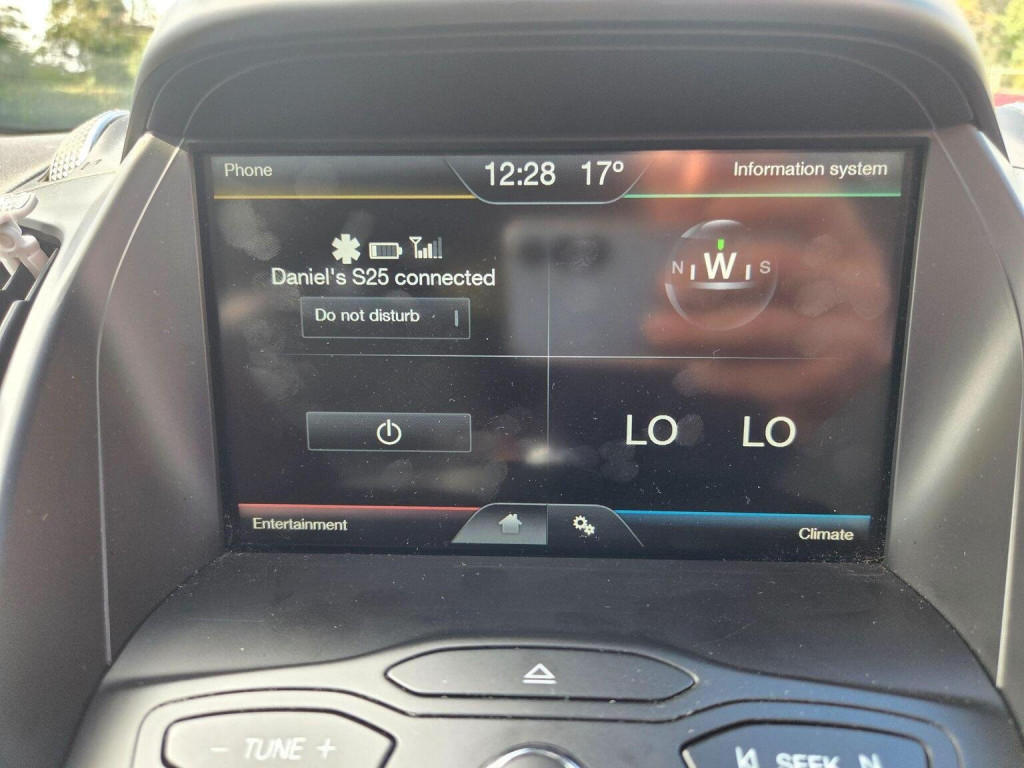 Phone
12:28 17°
Information system
Daniel's S25 connected
Do not disturb
N W S
LO LO
Entertainment
Climate
- TUNE +
SEEK